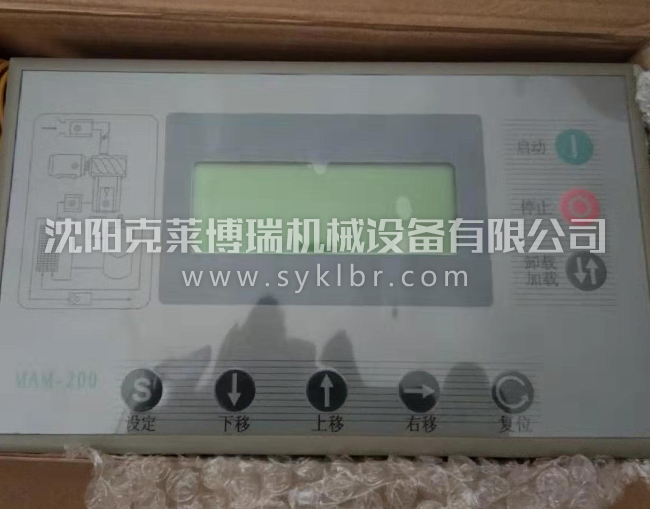 启动
停止
沈阳克莱博瑞机械设备有限公司
卸载
加载
www.syklbr.com
MAM-200
S
设定
下移
上移
右移
复位